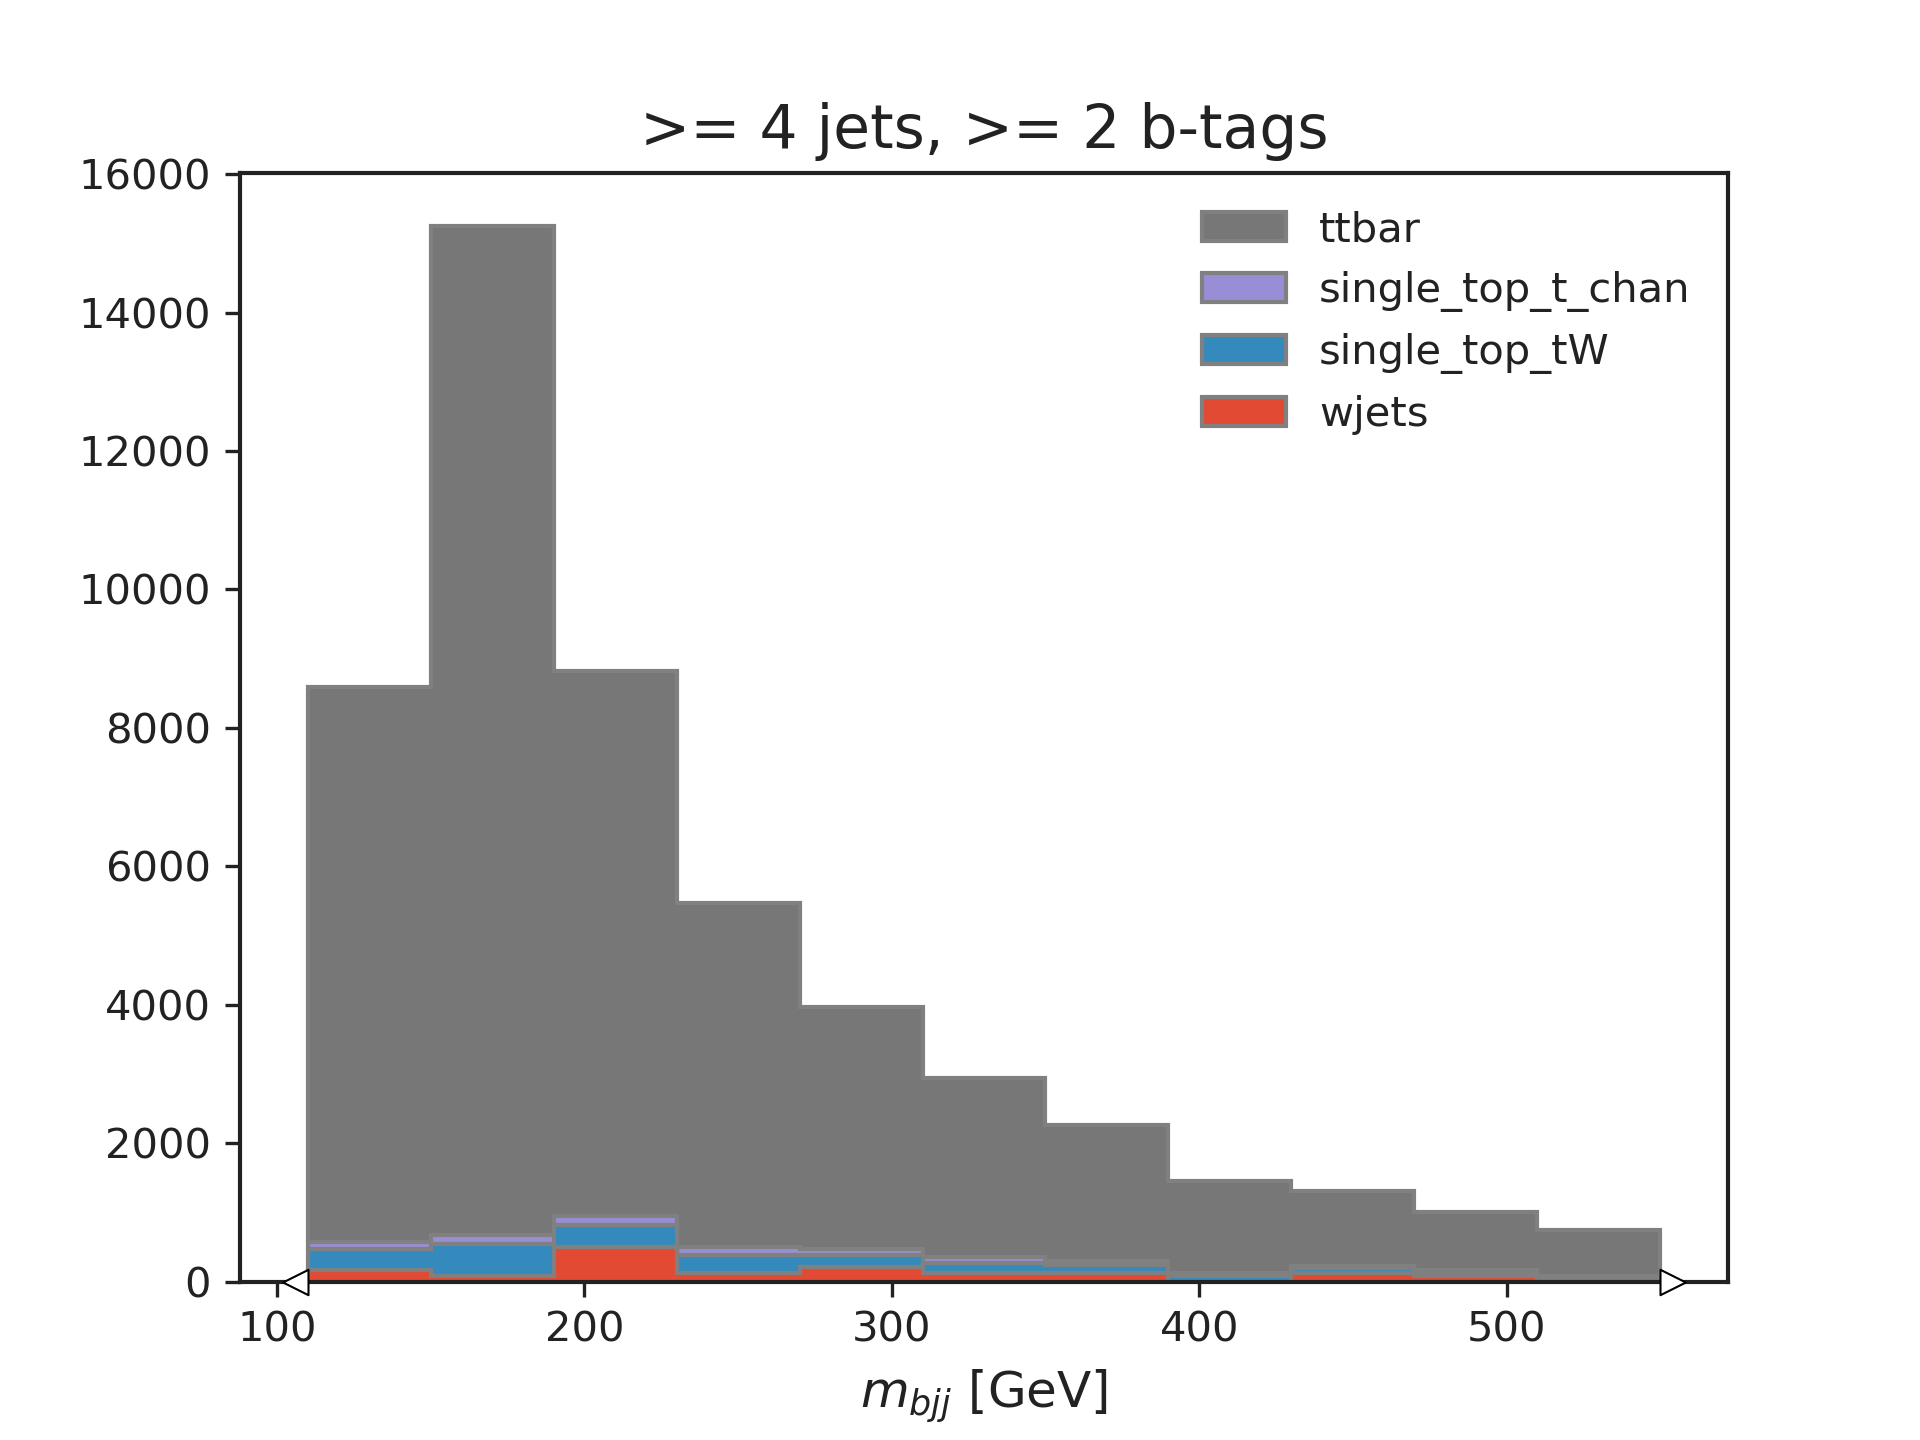 >= 4 jets, >= 2 b-tags
16000
14000
12000
10000
8000
6000
4000
2000
0
ttbar
single_top_t_chan
single_top_tW
wjets
100 200 300 400 500
m_bjj [GeV]